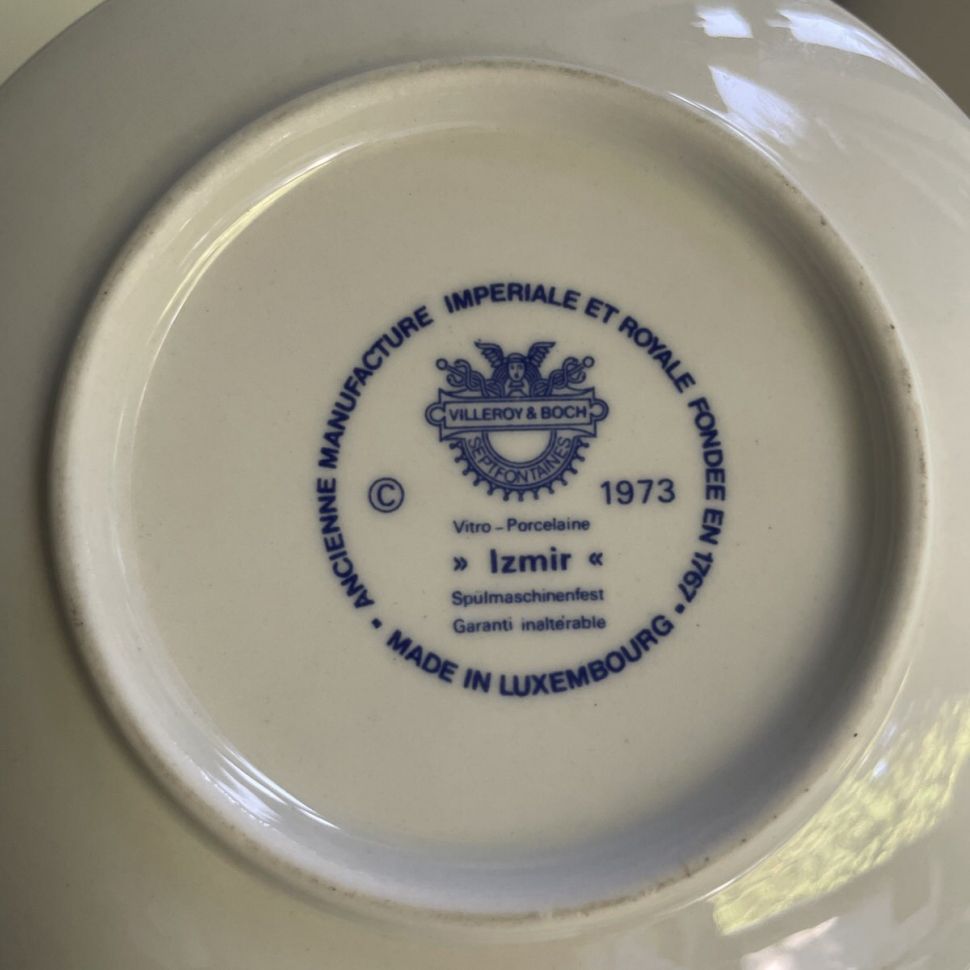 ANCIENNE MANUFACTURE IMPERIALE ET ROYALE FONDEE EN 1767 •
VILLEROY & BOCH
SEPTFONTAINES
© 1973
Vitro - Porcelaine
» Izmir «
Spülmaschinenfest
Garanti inaltérable
• MADE IN LUXEMBOURG